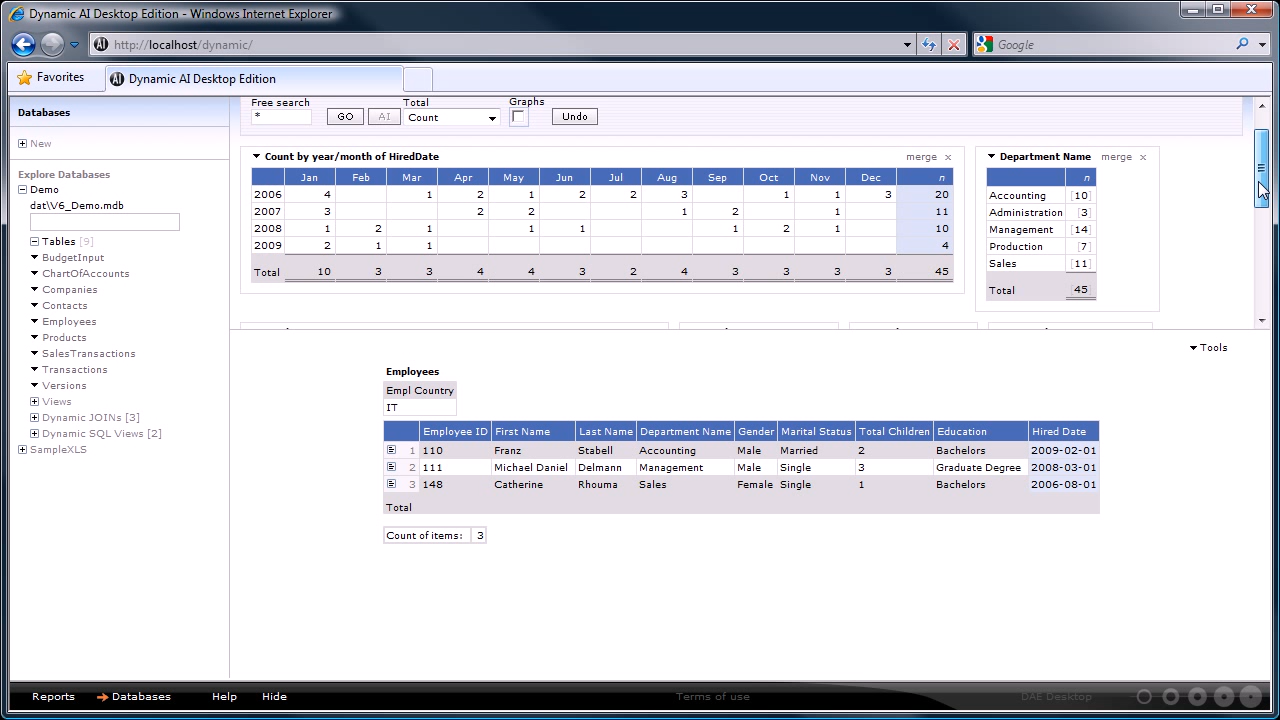 Dynamic AI Desktop Edition - Windows Internet Explorer
http://localhost/dynamic/
Google
Favorites
Dynamic AI Desktop Edition
Databases
New
Explore Databases
Demo
dat\V6_Demo.mdb
Tables [9]
BudgetInput
ChartOfAccounts
Companies
Contacts
Employees
Products
SalesTransactions
Transactions
Versions
Views
Dynamic JOINs [3]
Dynamic SQL Views [2]
SampleXLS
Free search Total Graphs
* GO AI Count Undo
Count by year/month of HiredDate merge
Jan Feb Mar Apr May Jun Jul Aug Sep Oct Nov Dec n
2006 4 1 2 1 2 2 3 1 1 3 20
2007 3 2 2 1 2 1 11
2008 1 2 1 1 1 1 2 1 10
2009 2 1 1 4
Total 10 3 3 4 4 3 2 4 3 3 3 3 45
Department Name merge
n
Accounting [10]
Administration [3]
Management [14]
Production [7]
Sales [11]
Total [45]
Tools
Employees
Empl Country
IT
Employee ID First Name Last Name Department Name Gender Marital Status Total Children Education Hired Date
1 110 Franz Stabell Accounting Male Married 2 Bachelors 2009-02-01
2 111 Michael Daniel Delmann Management Male Single 3 Graduate Degree 2008-03-01
3 148 Catherine Rhouma Sales Female Single 1 Bachelors 2006-08-01
Total
Count of items: 3
Reports Databases Help Hide Terms of use DAE Desktop